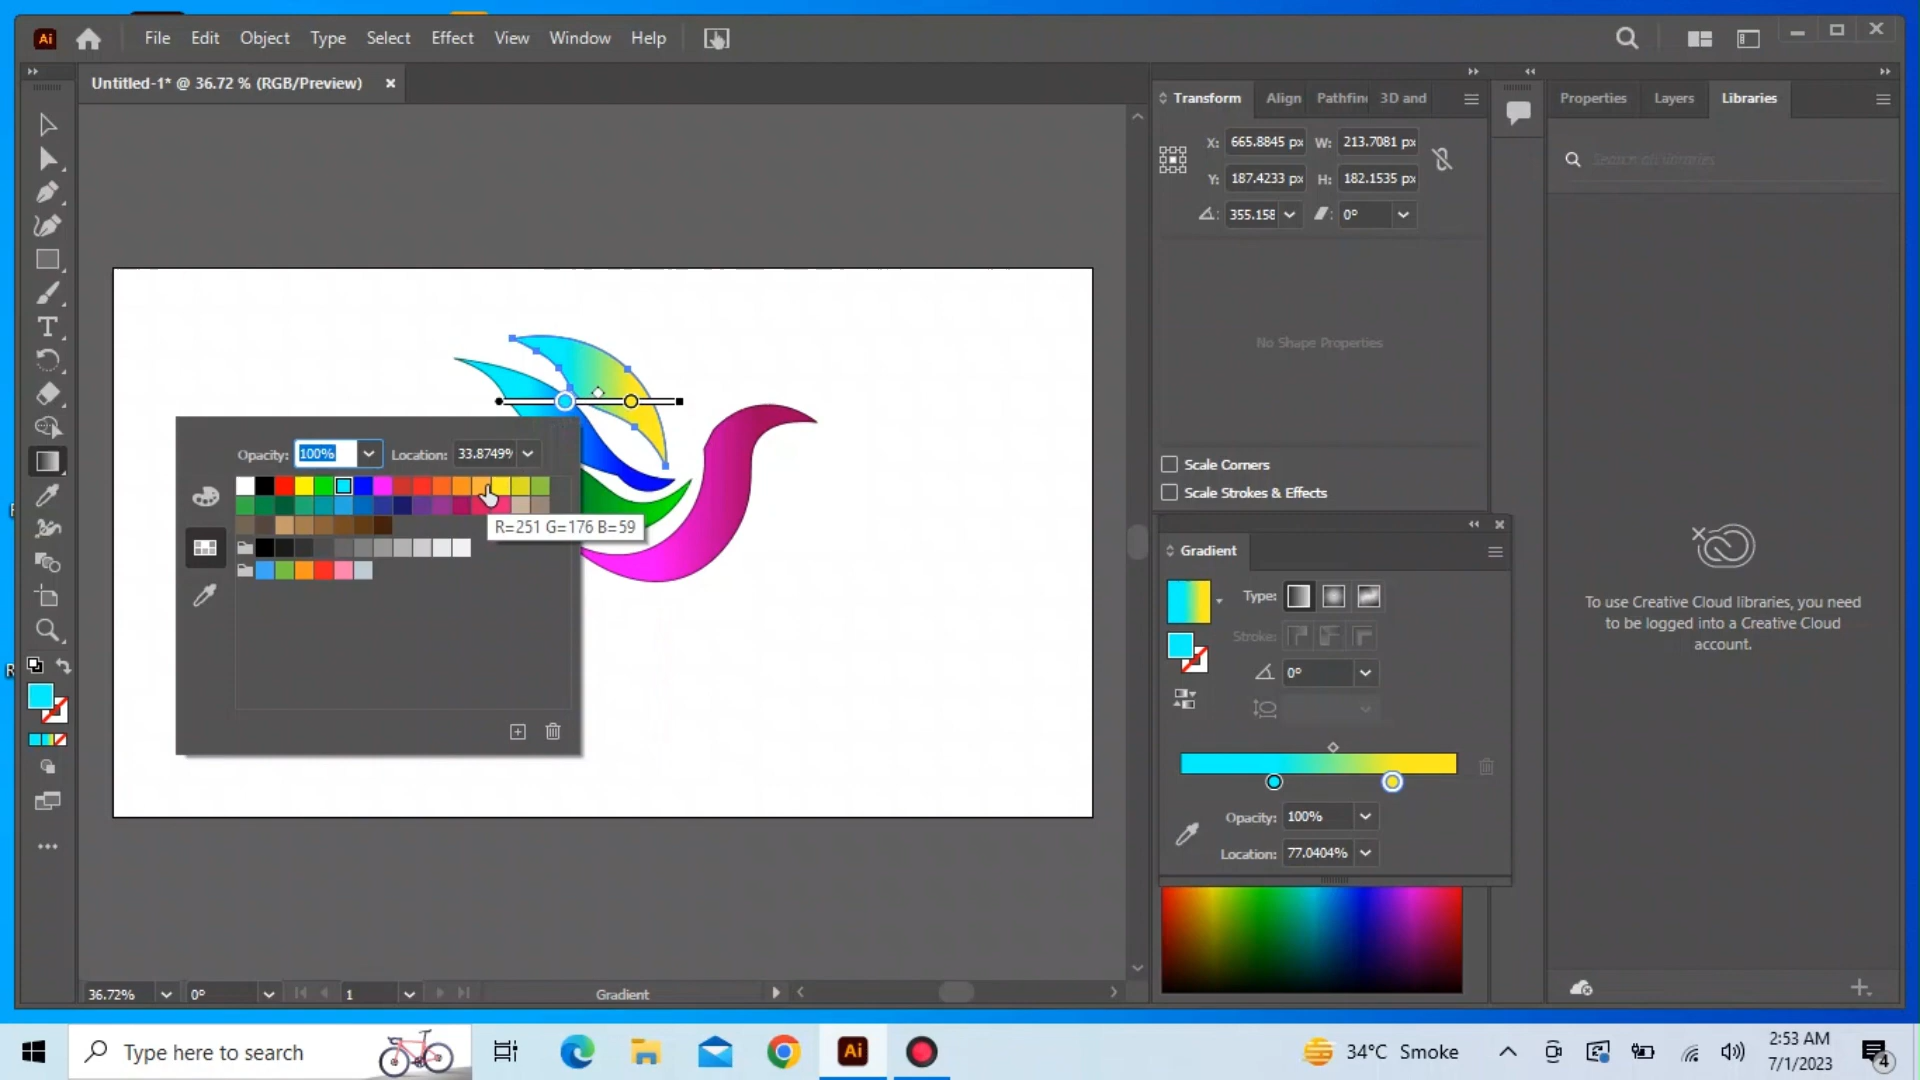 Ai File Edit Object Type Select Effect View Window Help
Untitled-1* @ 36.72 % (RGB/Preview) ×
Transform Align Pathfin 3D and
Properties Layers Libraries
X: 665.8845 px W: 213.7081 px
Y: 187.4233 px H: 182.1535 px
355.158 0°
Search all libraries
No Shape Properties
Opacity: 100% Location: 33.8749%
R=251 G=176 B=59
Scale Corners
Scale Strokes & Effects
Gradient
Type:
Stroke:
0°
Opacity: 100%
Location: 77.0404%
To use Creative Cloud libraries, you need
to be logged into a Creative Cloud
account.
36.72% 0° 1 Gradient
Type here to search
Ai
34°C Smoke
2:53 AM
7/1/2023
4